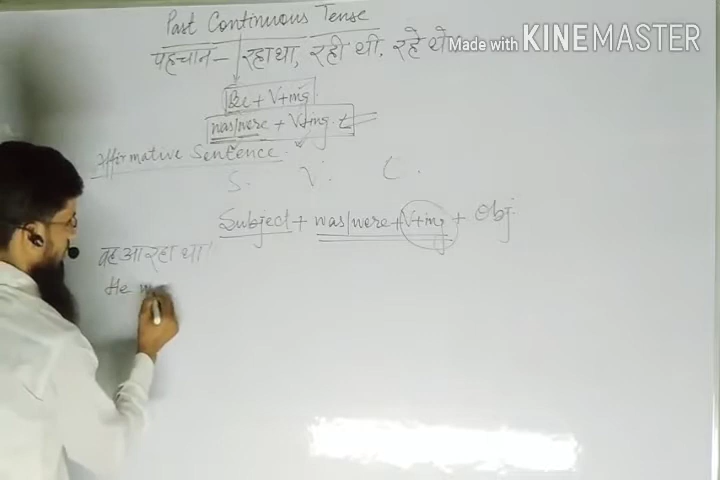 Past Continuous Tense
पहचान- रहा था, रही थी, रहे थे
Made with KINEMASTER
Be + V+ing
was/were + V+ing.
Affirmative Sentence.
S. V. C.
Subject + was/were + V+ing + Obj.
वह आ रहा था।
He